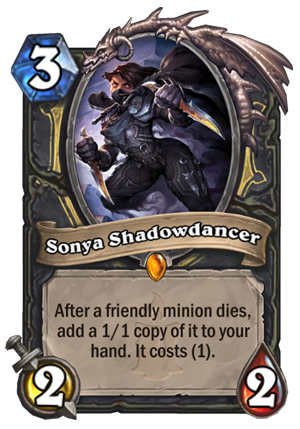 3
Sonya Shadowdancer
After a friendly minion dies,
add a 1/1 copy of it to your
hand. It costs (1).
2 2